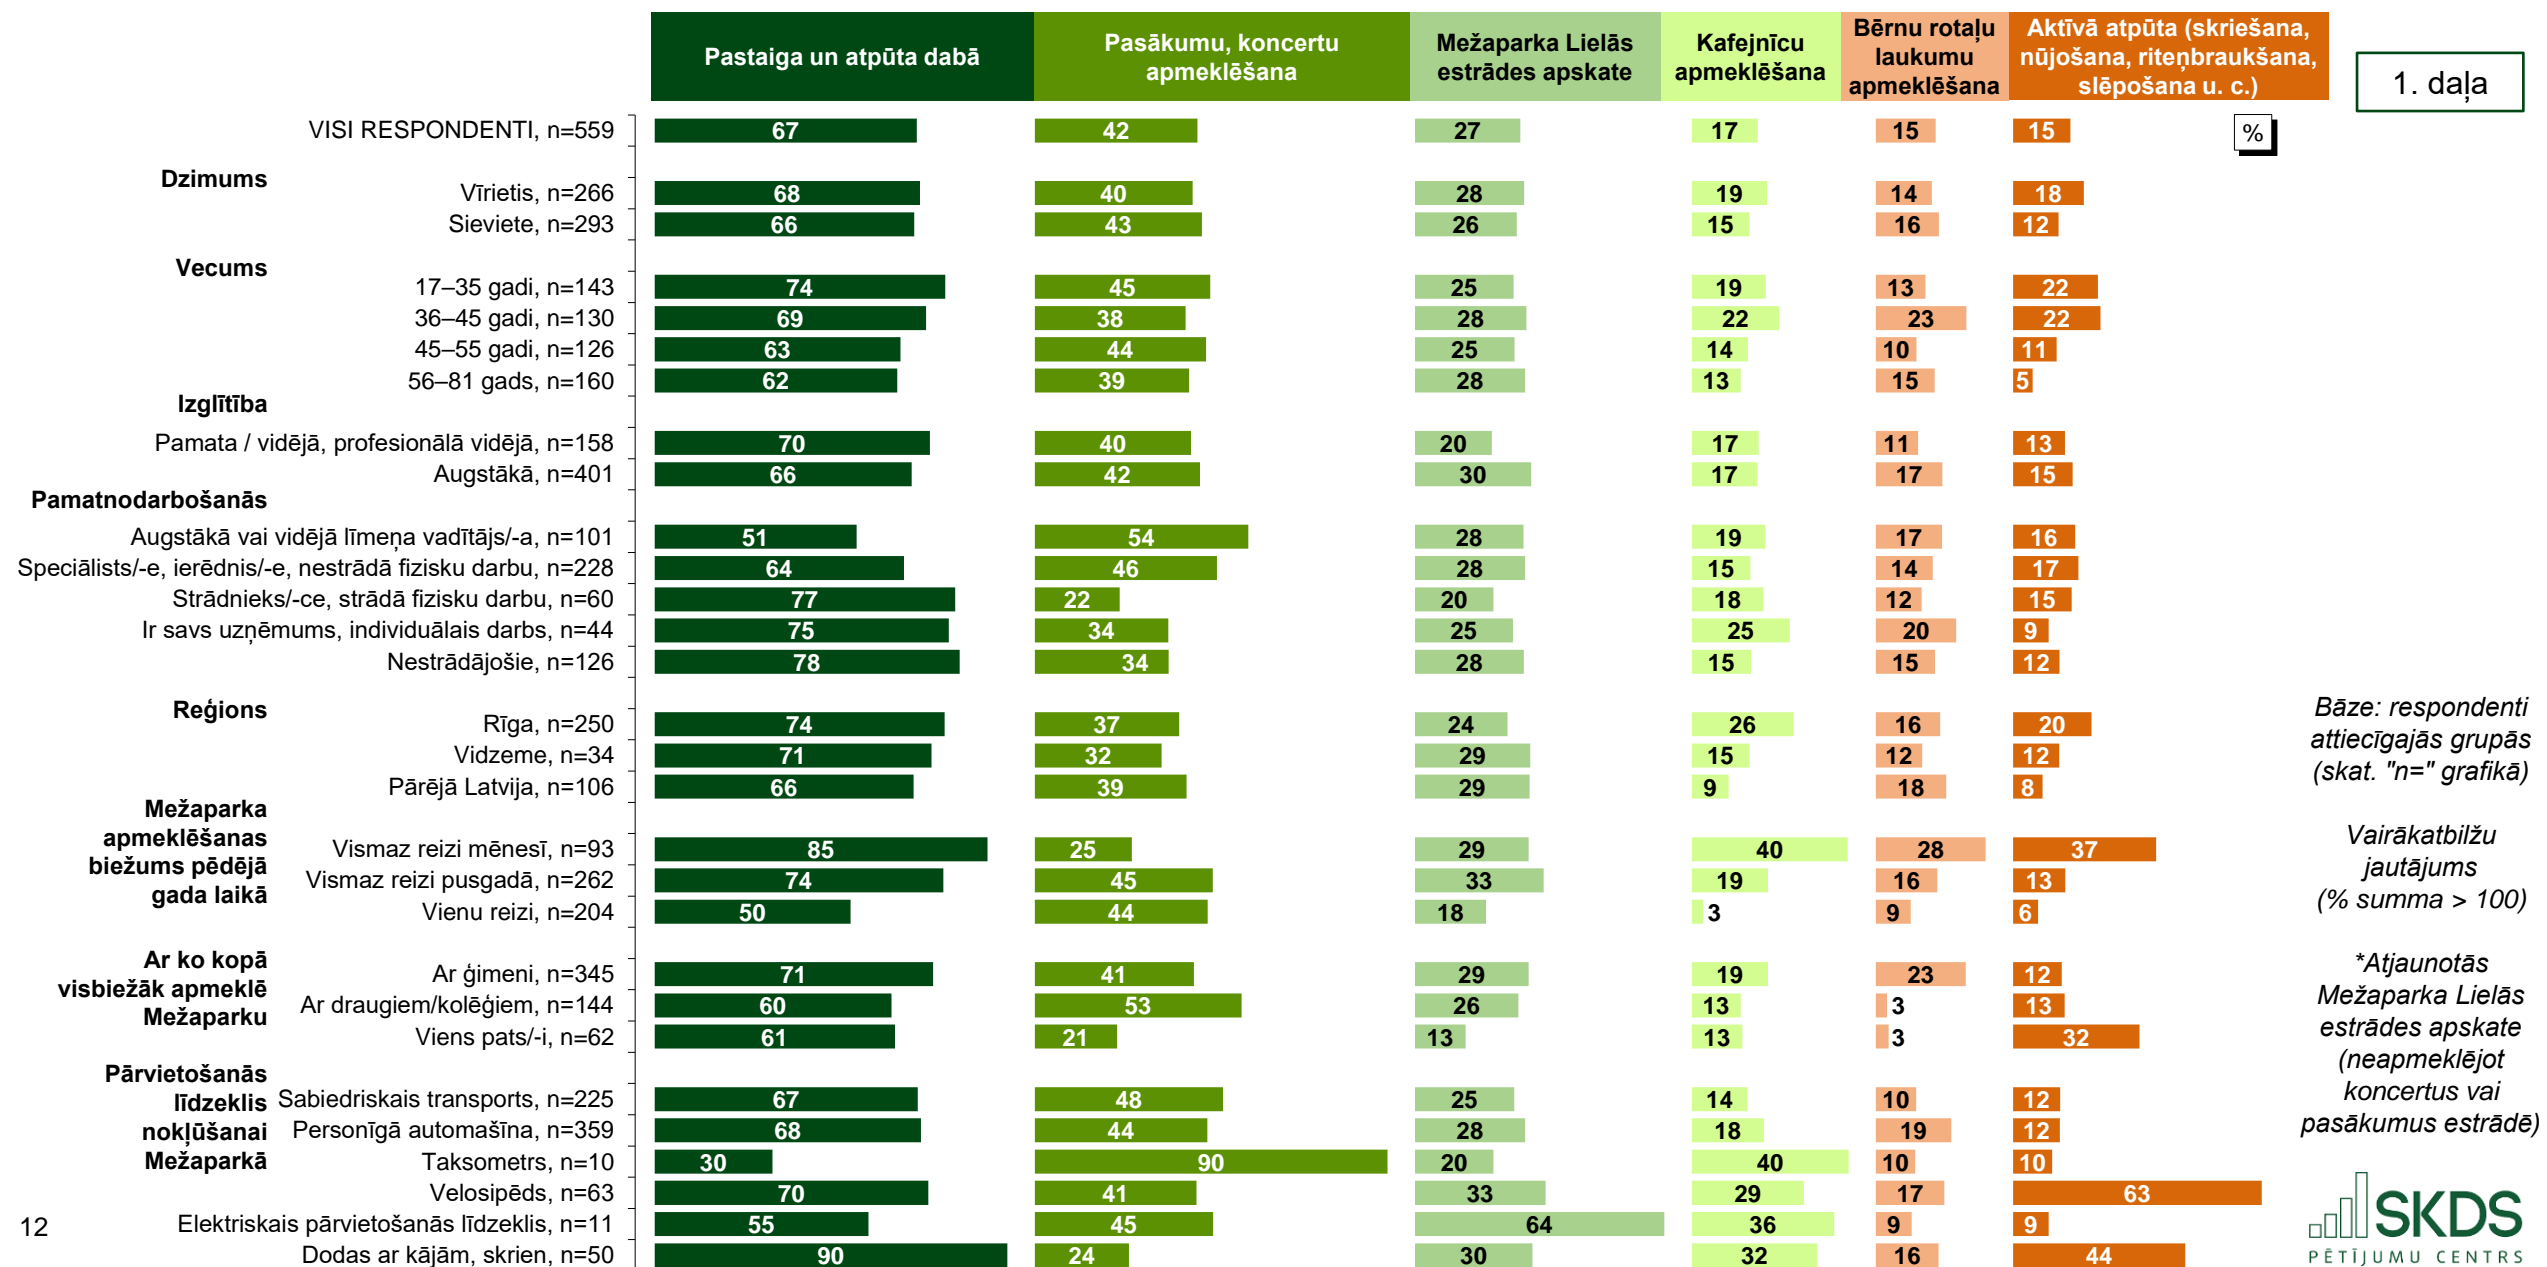 Pastaiga un atpūta dabā
Pasākumu, koncertu
apmeklēšana
Mežaparka Lielās
estrādes apskate
Kafejnīcu
apmeklēšana
Bērnu rotaļu
laukumu
apmeklēšana
Aktīvā atpūta (skriešana,
nūjošana, riteņbraukšana,
slēpošana u. c.)
1. daļa
%
VISI RESPONDENTI, n=559 67 42 27 17 15 15
Dzimums
Vīrietis, n=266 68 40 28 19 14 18
Sieviete, n=293 66 43 26 15 16 12
Vecums
17–35 gadi, n=143 74 45 25 19 13 22
36–45 gadi, n=130 69 38 28 22 23 22
45–55 gadi, n=126 63 44 25 14 10 11
56–81 gads, n=160 62 39 28 13 15 5
Izglītība
Pamata / vidējā, profesionālā vidējā, n=158 70 40 20 17 11 13
Augstākā, n=401 66 42 30 17 17 15
Pamatnodarbošanās
Augstākā vai vidējā līmeņa vadītājs/-a, n=101 51 54 28 19 17 16
Speciālists/-e, ierēdnis/-e, nestrādā fizisku darbu, n=228 64 46 28 15 14 17
Strādnieks/-ce, strādā fizisku darbu, n=60 77 22 20 18 12 15
Ir savs uzņēmums, individuālais darbs, n=44 75 34 25 25 20 9
Nestrādājošie, n=126 78 34 28 15 15 12
Reģions
Rīga, n=250 74 37 24 26 16 20
Vidzeme, n=34 71 32 29 15 12 12
Pārējā Latvija, n=106 66 39 29 9 18 8
Mežaparka
apmeklēšanas
biežums pēdējā
gada laikā
Vismaz reizi mēnesī, n=93 85 25 29 40 28 37
Vismaz reizi pusgadā, n=262 74 45 33 19 16 13
Vienu reizi, n=204 50 44 18 3 9 6
Ar ko kopā
visbiežāk apmeklē
Mežaparku
Ar ģimeni, n=345 71 41 29 19 23 12
Ar draugiem/kolēģiem, n=144 60 53 26 13 3 13
Viens pats/-i, n=62 61 21 13 13 3 32
Pārvietošanās
līdzeklis
nokļūšanai
Mežaparkā
Sabiedriskais transports, n=225 67 48 25 14 10 12
Personīgā automašīna, n=359 68 44 28 18 19 12
Taksometrs, n=10 30 90 20 40 10 10
Velosipēds, n=63 70 41 33 29 17 63
Elektriskais pārvietošanās līdzeklis, n=11 55 45 64 36 9 9
Dodas ar kājām, skrien, n=50 90 24 30 32 16 44
Bāze: respondenti
attiecīgajās grupās
(skat. "n=" grafikā)
Vairākatbilžu
jautājums
(% summa > 100)
*Atjaunotās
Mežaparka Lielās
estrādes apskate
(neapmeklējot
koncertus vai
pasākumus estrādē)
12
SKDS
PĒTĪJUMU CENTRS